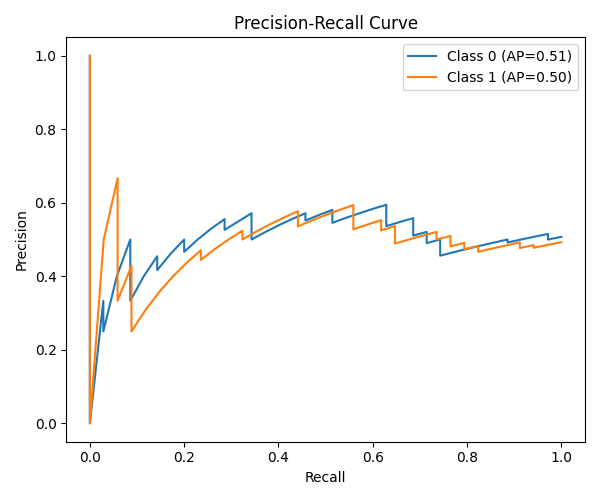 Precision-Recall Curve
Class 0 (AP=0.51)
Class 1 (AP=0.50)
Precision
1.0
0.8
0.6
0.4
0.2
0.0
0.0 0.2 0.4 0.6 0.8 1.0
Recall